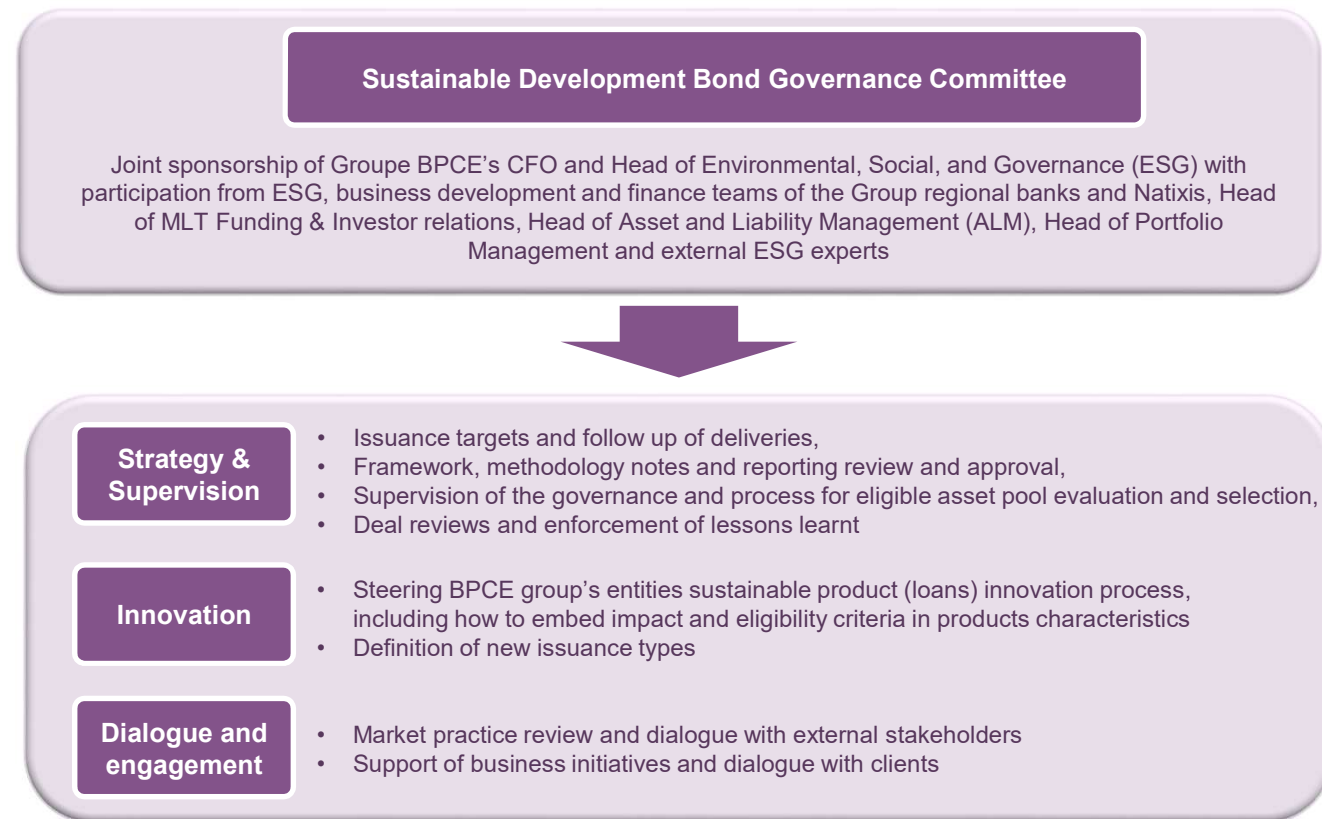 Sustainable Development Bond Governance Committee
Joint sponsorship of Groupe BPCE's CFO and Head of Environmental, Social, and Governance (ESG) with
participation from ESG, business development and finance teams of the Group regional banks and Natixis, Head
of MLT Funding & Investor relations, Head of Asset and Liability Management (ALM), Head of Portfolio
Management and external ESG experts
Strategy &
Supervision
• Issuance targets and follow up of deliveries,
• Framework, methodology notes and reporting review and approval,
• Supervision of the governance and process for eligible asset pool evaluation and selection,
• Deal reviews and enforcement of lessons learnt
Innovation
• Steering BPCE group's entities sustainable product (loans) innovation process,
including how to embed impact and eligibility criteria in products characteristics
• Definition of new issuance types
Dialogue and
engagement
• Market practice review and dialogue with external stakeholders
• Support of business initiatives and dialogue with clients